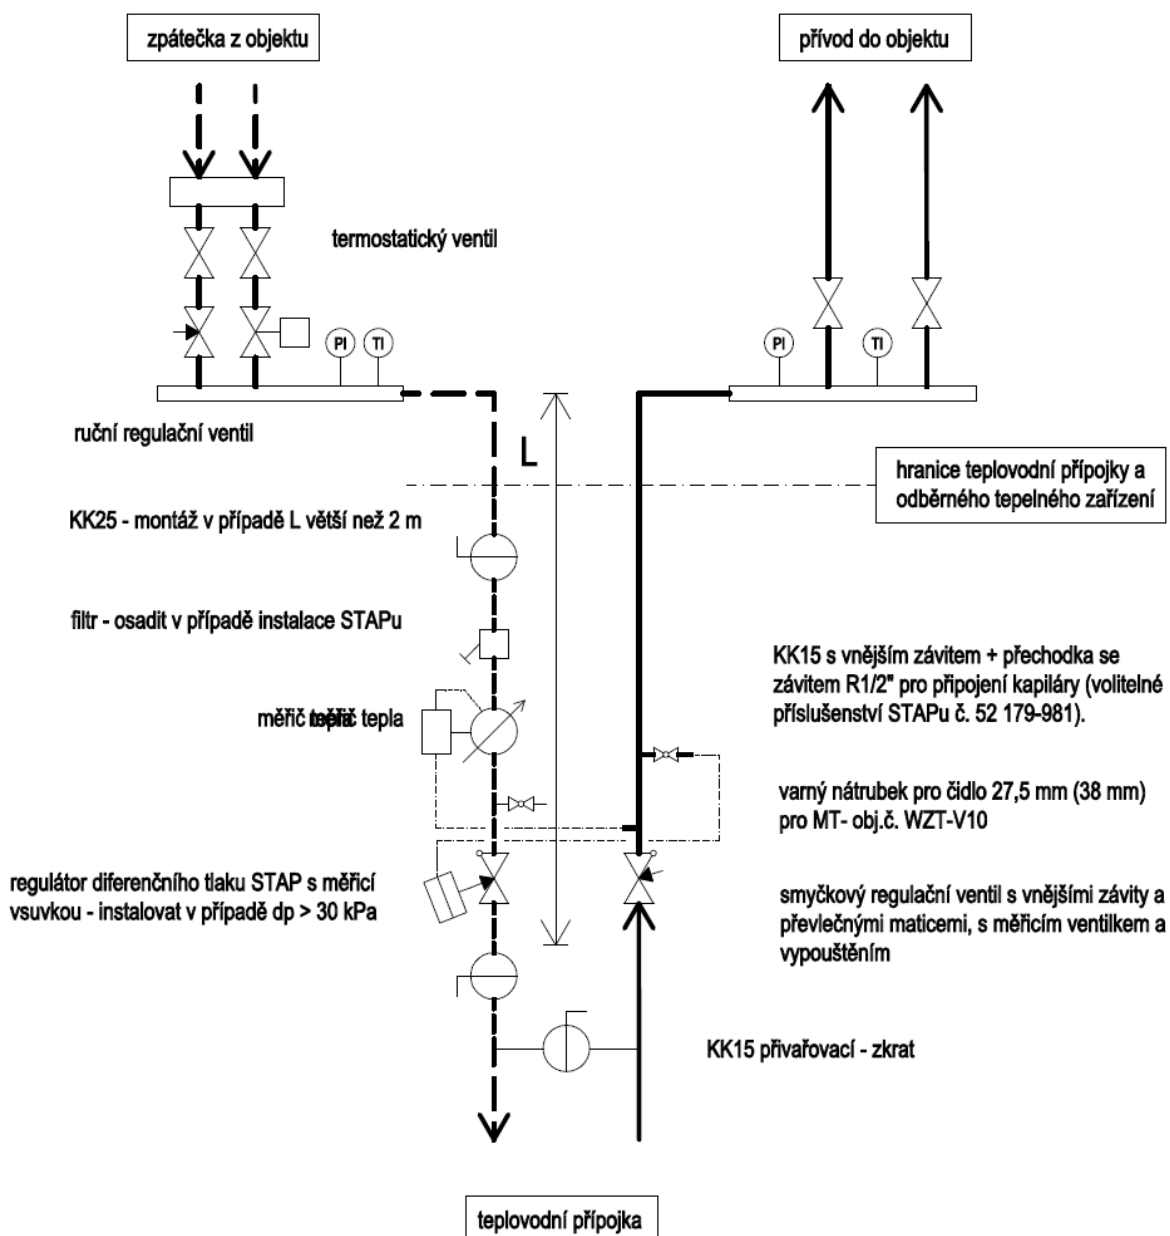 zpátečka z objektu
přívod do objektu
termostatický ventil
PI
TI
PI
TI
ruční regulační ventil
L
hranice teplovodní přípojky a
odběrného tepelného zařízení
KK25 - montáž v případě L větší než 2 m
filtr - osadit v případě instalace STAPu
KK15 s vnějším závitem + přechodka se
závitem R1/2" pro připojení kapiláry (volitelné
příslušenství STAPu č. 52 179-981).
měřič tepla
varný nátrubek pro čidlo 27,5 mm (38 mm)
pro MT- obj.č. WZT-V10
regulátor diferenčního tlaku STAP s měřicí
vsuvkou - instalovat v případě dp > 30 kPa
smyčkový regulační ventil s vnějšími závity a
převlečnými maticemi, s měřicím ventilkem a
vypouštěním
KK15 přivařovací - zkrat
teplovodní přípojka